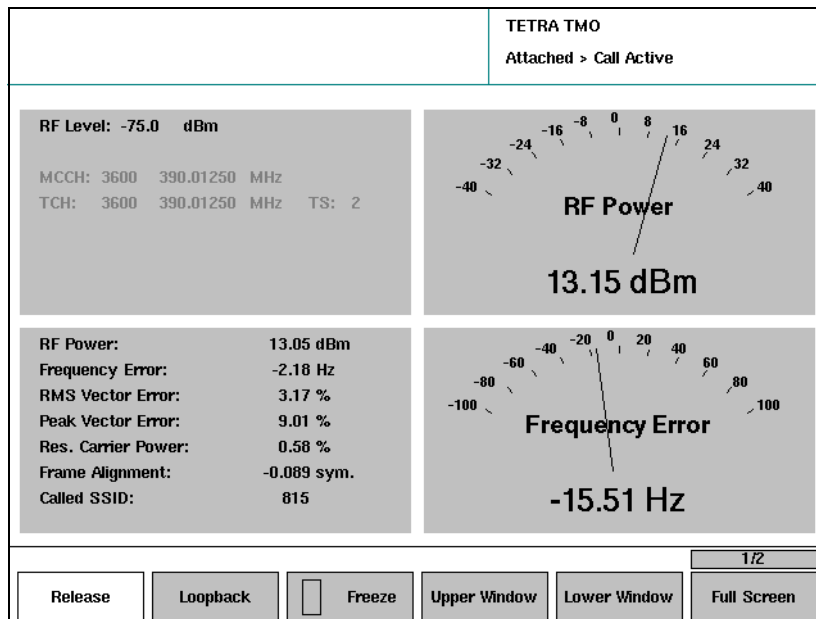 TETRA TMO
Attached > Call Active
RF Level: -75.0 dBm
MCCH: 3600 390.01250 MHz
TCH: 3600 390.01250 MHz TS: 2
-40 -32 -24 -16 -8 0 8 16 24 32 40
RF Power
13.15 dBm
RF Power: 13.05 dBm
Frequency Error: -2.18 Hz
RMS Vector Error: 3.17 %
Peak Vector Error: 9.01 %
Res. Carrier Power: 0.58 %
Frame Alignment: -0.089 sym.
Called SSID: 815
-100 -80 -60 -40 -20 0 20 40 60 80 100
Frequency Error
-15.51 Hz
1/2
Release Loopback Freeze Upper Window Lower Window Full Screen